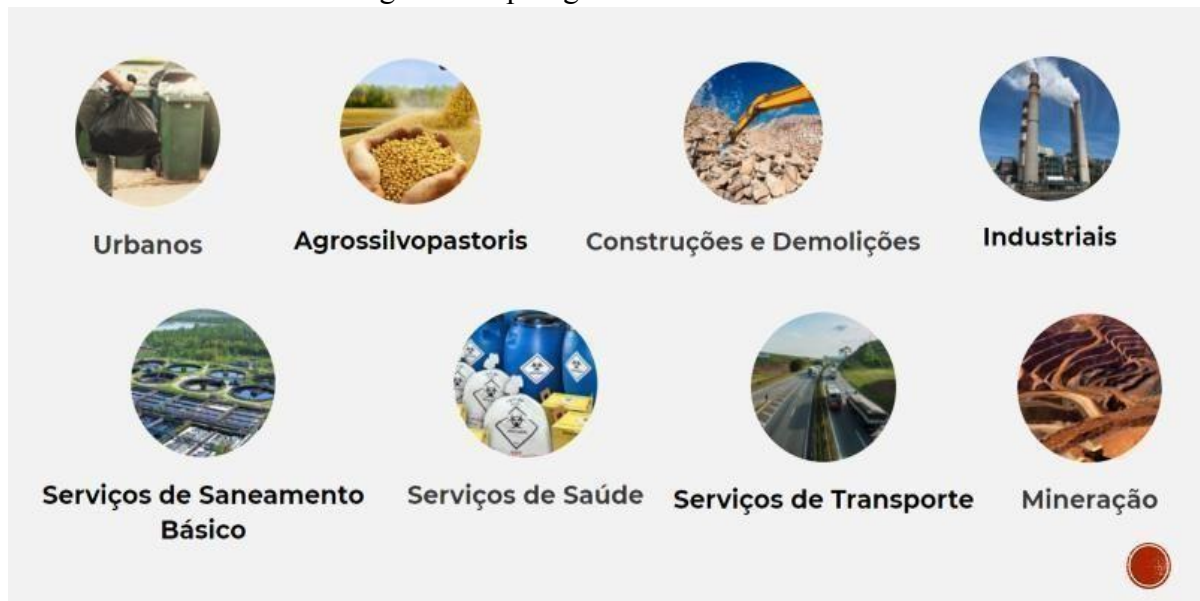 Urbanos
Agrossilvopastoris
Construções e Demolições
Industriais
Serviços de Saneamento
Básico
Serviços de Saúde
Serviços de Transporte
Mineração